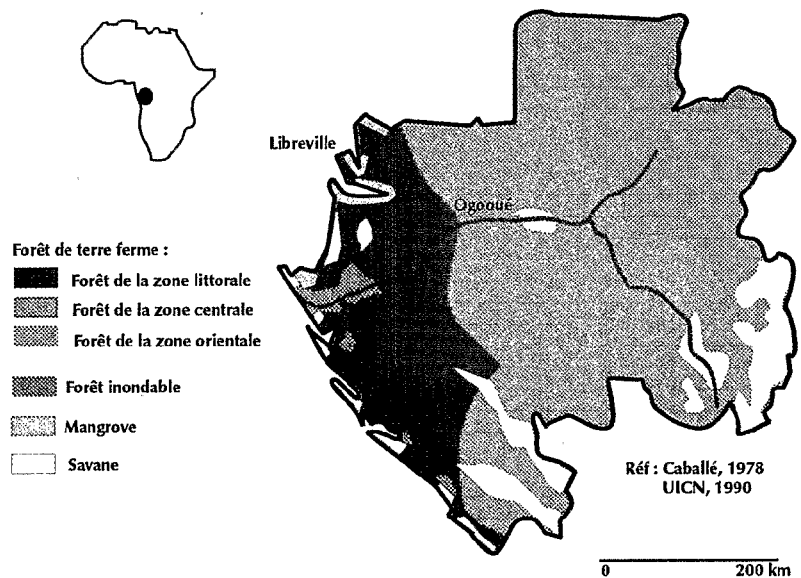 Libreville
Ogooué
Forêt de terre ferme :
Forêt de la zone littorale
Forêt de la zone centrale
Forêt de la zone orientale
Forêt inondable
Mangrove
Savane
Réf : Caballé, 1978
UICN, 1990
0 200 km